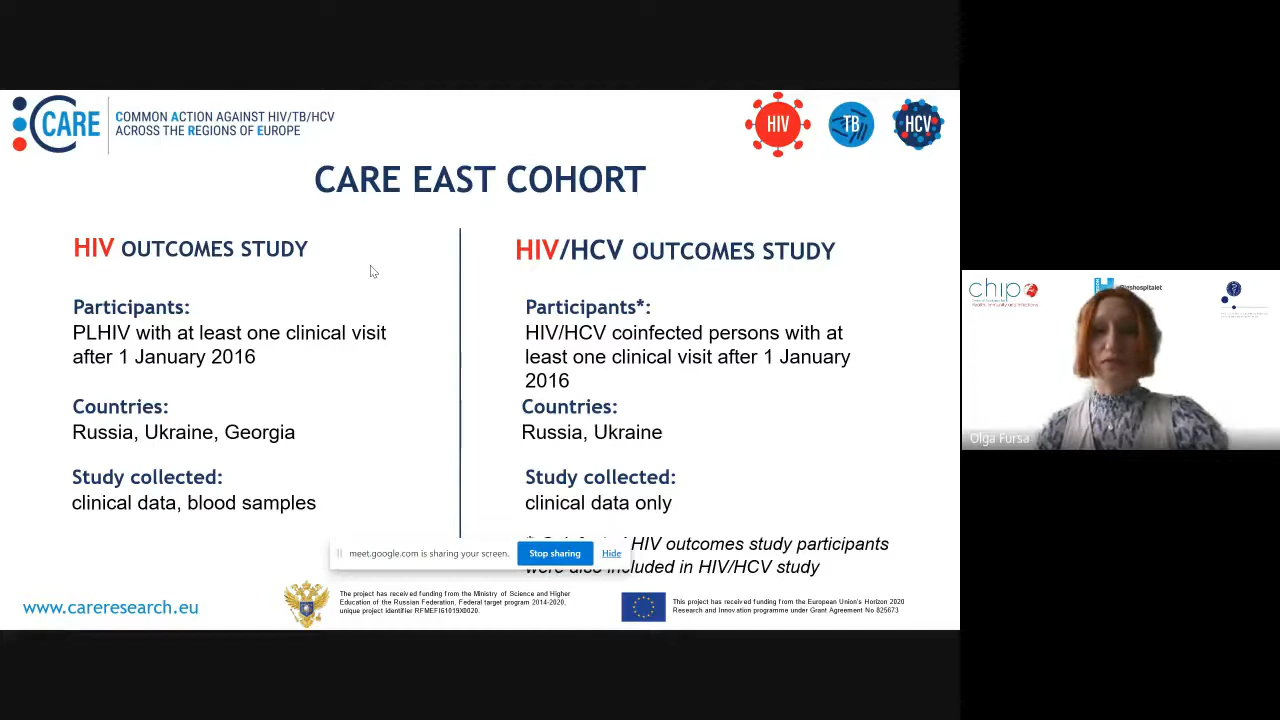 CARE
COMMON ACTION AGAINST HIV/TB/HCV
ACROSS THE REGIONS OF EUROPE
HIV
TB
HCV
CARE EAST COHORT
HIV OUTCOMES STUDY
Participants:
PLHIV with at least one clinical visit
after 1 January 2016
Countries:
Russia, Ukraine, Georgia
Study collected:
clinical data, blood samples
HIV/HCV OUTCOMES STUDY
Participants*:
HIV/HCV coinfected persons with at
least one clinical visit after 1 January
2016
Countries:
Russia, Ukraine
Study collected:
clinical data only
HIV outcomes study participants
were also included in HIV/HCV study
meet.google.com is sharing your screen.
Stop sharing
Hide
www.careresearch.eu
The project has received funding from the Ministry of Science and Higher
Education of the Russian Federation, Federal target program 2014-2020,
unique project identifier RFMEFI61019X0020.
This project has received funding from the European Union's Horizon 2020
Research and Innovation programme under Grant Agreement No 825673
chip
Rigshospitalet
Olga Fursa